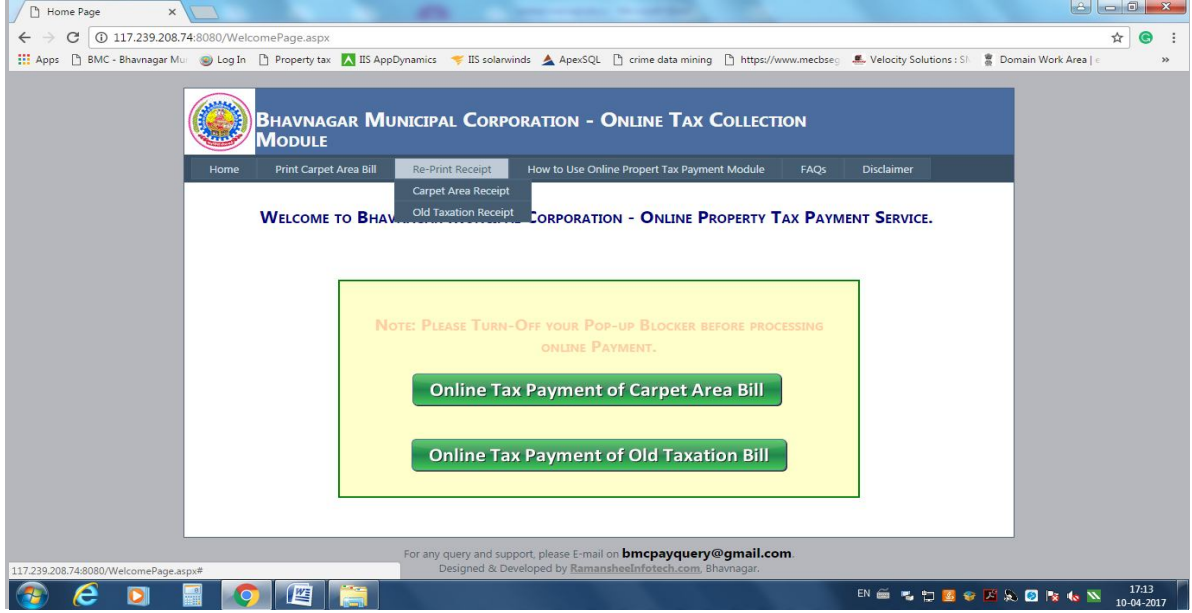 Home Page
117.239.208.74:8080/WelcomePage.aspx
Apps BMC - Bhavnagar Mu Log In Property tax IIS AppDynamics IIS solarwinds ApexSQL crime data mining https://www.mecbseg Velocity Solutions : Domain Work Area |
BHAVNAGAR MUNICIPAL CORPORATION - ONLINE TAX COLLECTION
MODULE
Home Print Carpet Area Bill Re-Print Receipt How to Use Online Propert Tax Payment Module FAQs Disclaimer
Carpet Area Receipt
Old Taxation Receipt
WELCOME TO BHAV CORPORATION - ONLINE PROPERTY TAX PAYMENT SERVICE.
NOTE: PLEASE TURN-OFF YOUR POP-UP BLOCKER BEFORE PROCESSING
ONLINE PAYMENT.
Online Tax Payment of Carpet Area Bill
Online Tax Payment of Old Taxation Bill
For any query and support, please E-mail on bmcpayquery@gmail.com.
Designed & Developed by RamansheeInfotech.com, Bhavnagar.
117.239.208.74:8080/WelcomePage.aspx#
EN 17:13
10-04-2017